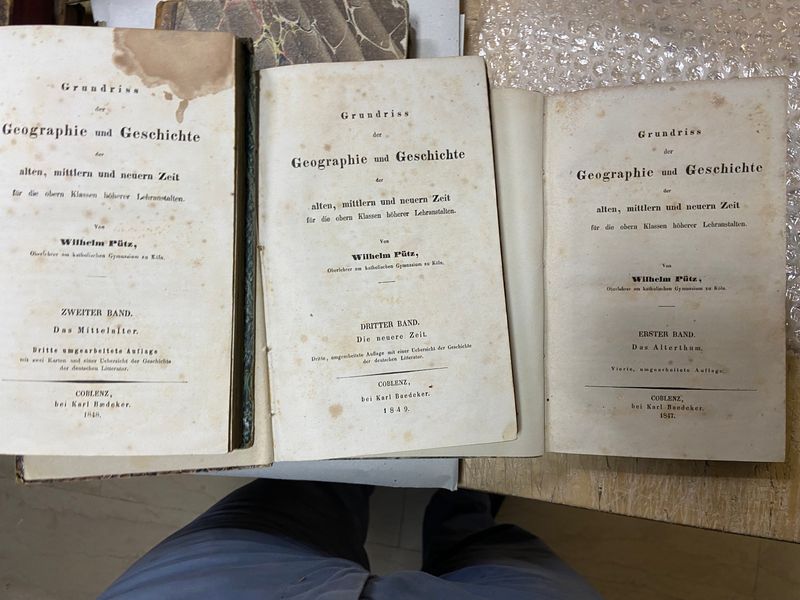 Grundriss
der
Geographie und Geschichte
der
alten, mittlern und neuern Zeit
für die obern Klassen höherer Lehranstalten.
Von
Wilhelm Pütz,
Oberlehrer am katholischen Gymnasium zu Köln.
ZWEITER BAND.
Das Mittelalter.
Dritte umgearbeitete Auflage
mit zwei Karten und einer Uebersicht der Geschichte
der deutschen Litteratur.
COBLENZ,
bei Karl Bædeker.
1848.
Grundriss
der
Geographie und Geschichte
der
alten, mittlern und neuern Zeit
für die obern Klassen höherer Lehranstalten.
Von
Wilhelm Pütz,
Oberlehrer am katholischen Gymnasium zu Köln.
DRITTER BAND.
Die neuere Zeit.
Dritte, umgearbeitete Auflage mit einer Uebersicht der Geschichte
der deutschen Litteratur.
COBLENZ,
bei Karl Baedeker.
1849.
Grundriss
der
Geographie und Geschichte
der
alten, mittlern und neuern Zeit
für die obern Klassen höherer Lehranstalten.
Von
Wilhelm Pütz,
Oberlehrer am katholischen Gymnasium zu Köln.
ERSTER BAND.
Das Alterthum.
Vierte, umgearbeitete Auflage.
COBLENZ,
bei Karl Baedeker.
1847.